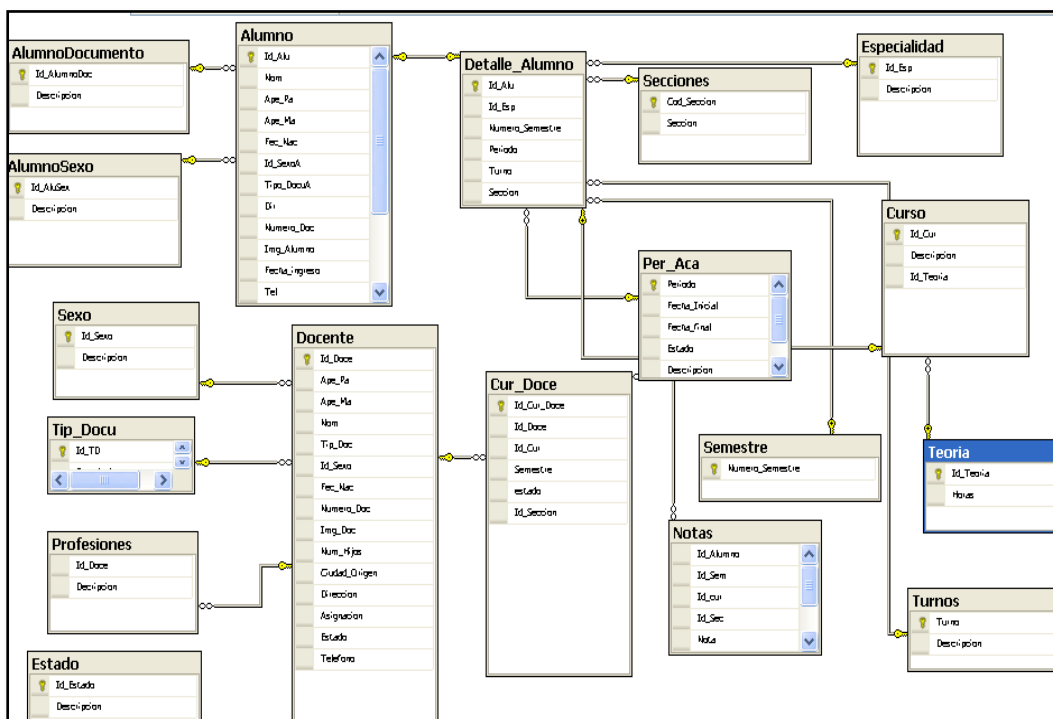 AlumnoDocumento
Id_AlumnoDoc
Descripcion
AlumnoSexo
Id_AluSex
Descripcion
Alumno
Id_Alu
Nom
Ape_Pa
Ape_Ma
Fec_Nac
Id_SexoA
Tipo_DocuA
Dir
Numero_Doc
Img_Alumno
Fecha_ingreso
Tel
Detalle_Alumno
Id_Alu
Id_Esp
Numero_Semestre
Periodo
Turno
Seccion
Secciones
Cod_Seccion
Seccion
Especialidad
Id_Esp
Descripcion
Curso
Id_Cur
Descripcion
Id_Teoria
Per_Aca
Periodo
Fecha_Inicial
Fecha_final
Estado
Descripcion
Sexo
Id_Sexo
Descripcion
Tip_Docu
Id_TD
Profesiones
Id_Doce
Decripcion
Estado
Id_Estado
Descripcion
Docente
Id_Doce
Ape_Pa
Ape_Ma
Nom
Tip_Doc
Id_Sexo
Fec_Nac
Numero_Doc
Img_Doc
Num_Hijos
Ciudad_Origen
Direccion
Asignacion
Estado
Telefono
Cur_Doce
Id_Cur_Doce
Id_Doce
Id_Cur
Semestre
estado
Id_Seccion
Semestre
Numero_Semestre
Notas
Id_Alumno
Id_Sem
Id_cur
Id_Sec
Nota
Teoria
Id_Teoria
Horas
Turnos
Turno
Descripcion